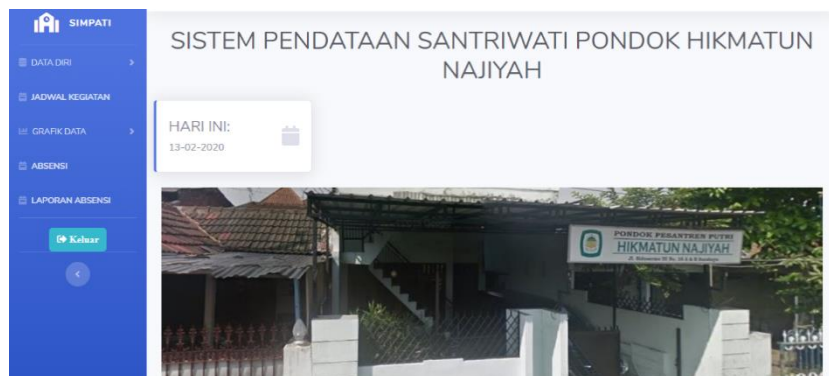 SIMPATI
DATA DIRI
JADWAL KEGIATAN
GRAFIK DATA
ABSENSI
LAPORAN ABSENSI
Keluar
SISTEM PENDATAAN SANTRIWATI PONDOK HIKMATUN
NAJIYAH
HARI INI:
13-02-2020
PONDOK PESANTREN PUTRI
HIKMATUN NAJIYAH